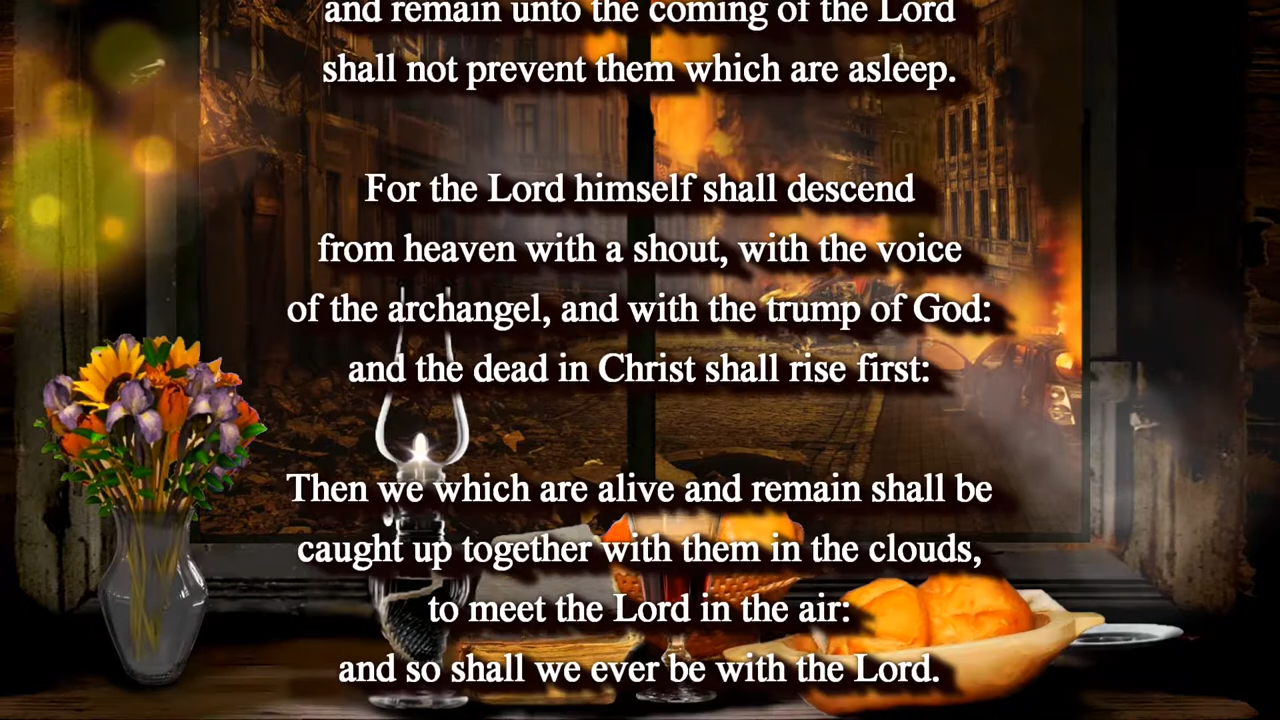 and remain unto the coming of the Lord
shall not prevent them which are asleep.
For the Lord himself shall descend
from heaven with a shout, with the voice
of the archangel, and with the trump of God:
and the dead in Christ shall rise first:
Then we which are alive and remain shall be
caught up together with them in the clouds,
to meet the Lord in the air:
and so shall we ever be with the Lord.